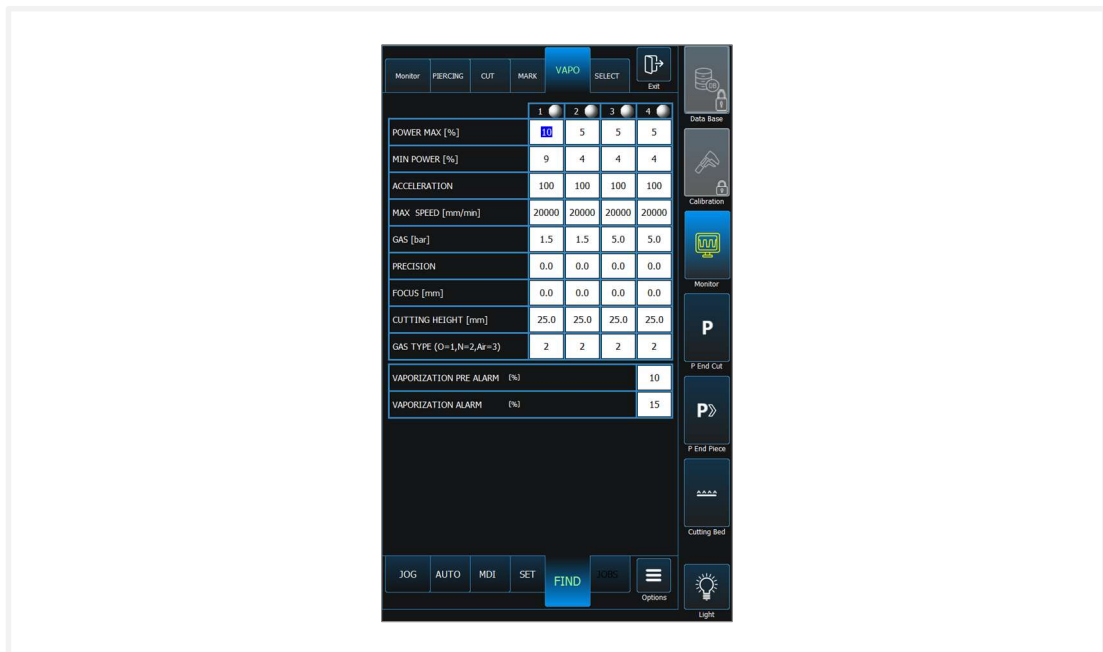 Monitor PIERCING CUT MARK VAPO SELECT Exit
1 2 3 4
POWER MAX [%] 10 5 5 5
MIN POWER [%] 9 4 4 4
ACCELERATION 100 100 100 100
MAX SPEED [mm/min] 20000 20000 20000 20000
GAS [bar] 1.5 1.5 5.0 5.0
PRECISION 0.0 0.0 0.0 0.0
FOCUS [mm] 0.0 0.0 0.0 0.0
CUTTING HEIGHT [mm] 25.0 25.0 25.0 25.0
GAS TYPE (O=1,N=2,Air=3) 2 2 2 2
VAPORIZATION PRE ALARM [%] 10
VAPORIZATION ALARM [%] 15
JOG AUTO MDI SET FIND JOBS Options
DB
Data Base
Calibration
Monitor
P
P End Cut
P
P End Piece
Cutting Bed
Light